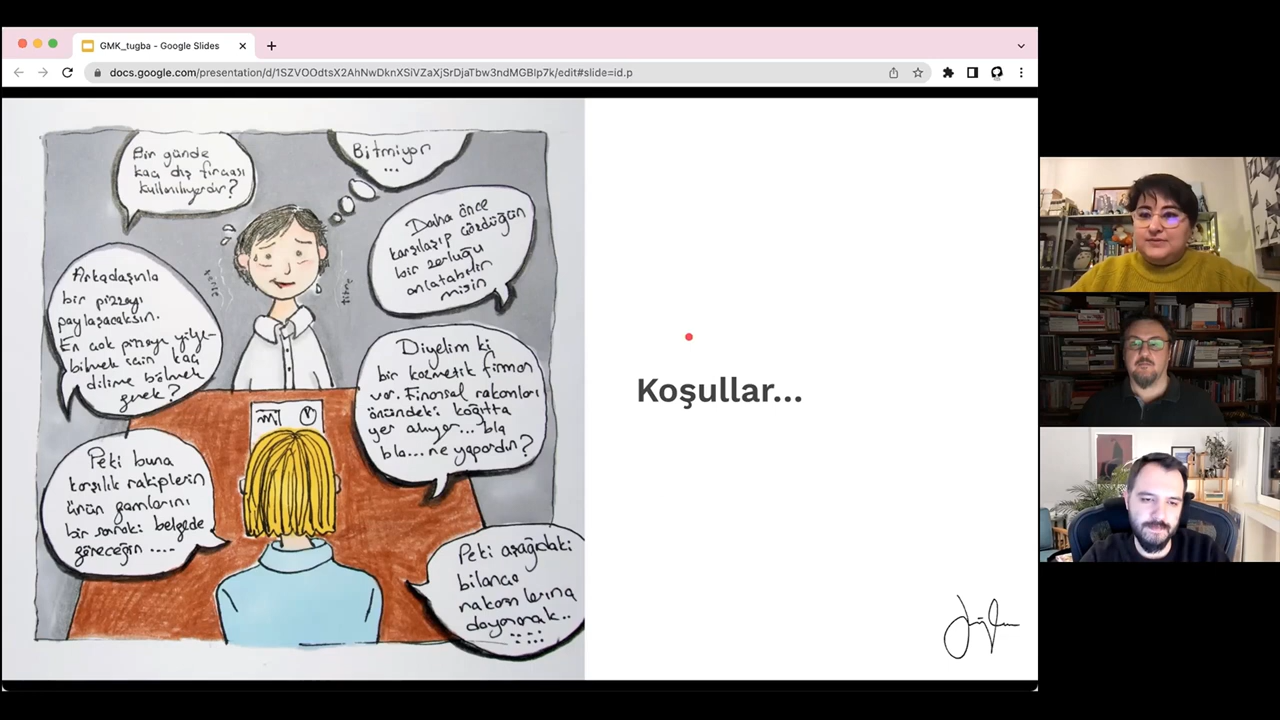 GMK_tugba - Google Slides
docs.google.com/presentation/d/1SZVOOdtsX2AhNwDknXSiVZaXjSrDjaTbw3ndMGBlp7k/edit#slide=id.p
Bir günde
kaç diş fırçası
kullanılıyordur?
Bitmiyor
...
Daha önce
karşılaşıp çözdüğün
bir zorluğu
anlatabilir
misin
titre
titre
Arkadaşınla
bir pizzayı
paylaşacaksın.
En çok pizzayı yiye-
bilmek için kaç
dilime bölmek
gerek?
Diyelim ki
bir kozmetik firması
var. Finansal rakamları
önündeki kağıtta
yer alıyor... bla
bla... ne yapardın?
Peki buna
karşılık rakiplerin
ürün gamlarını
bir sonraki belgede
göreceğin ....
Peki aşağıdaki
bilanço
rakamlarına
dayanarak..
Koşullar...